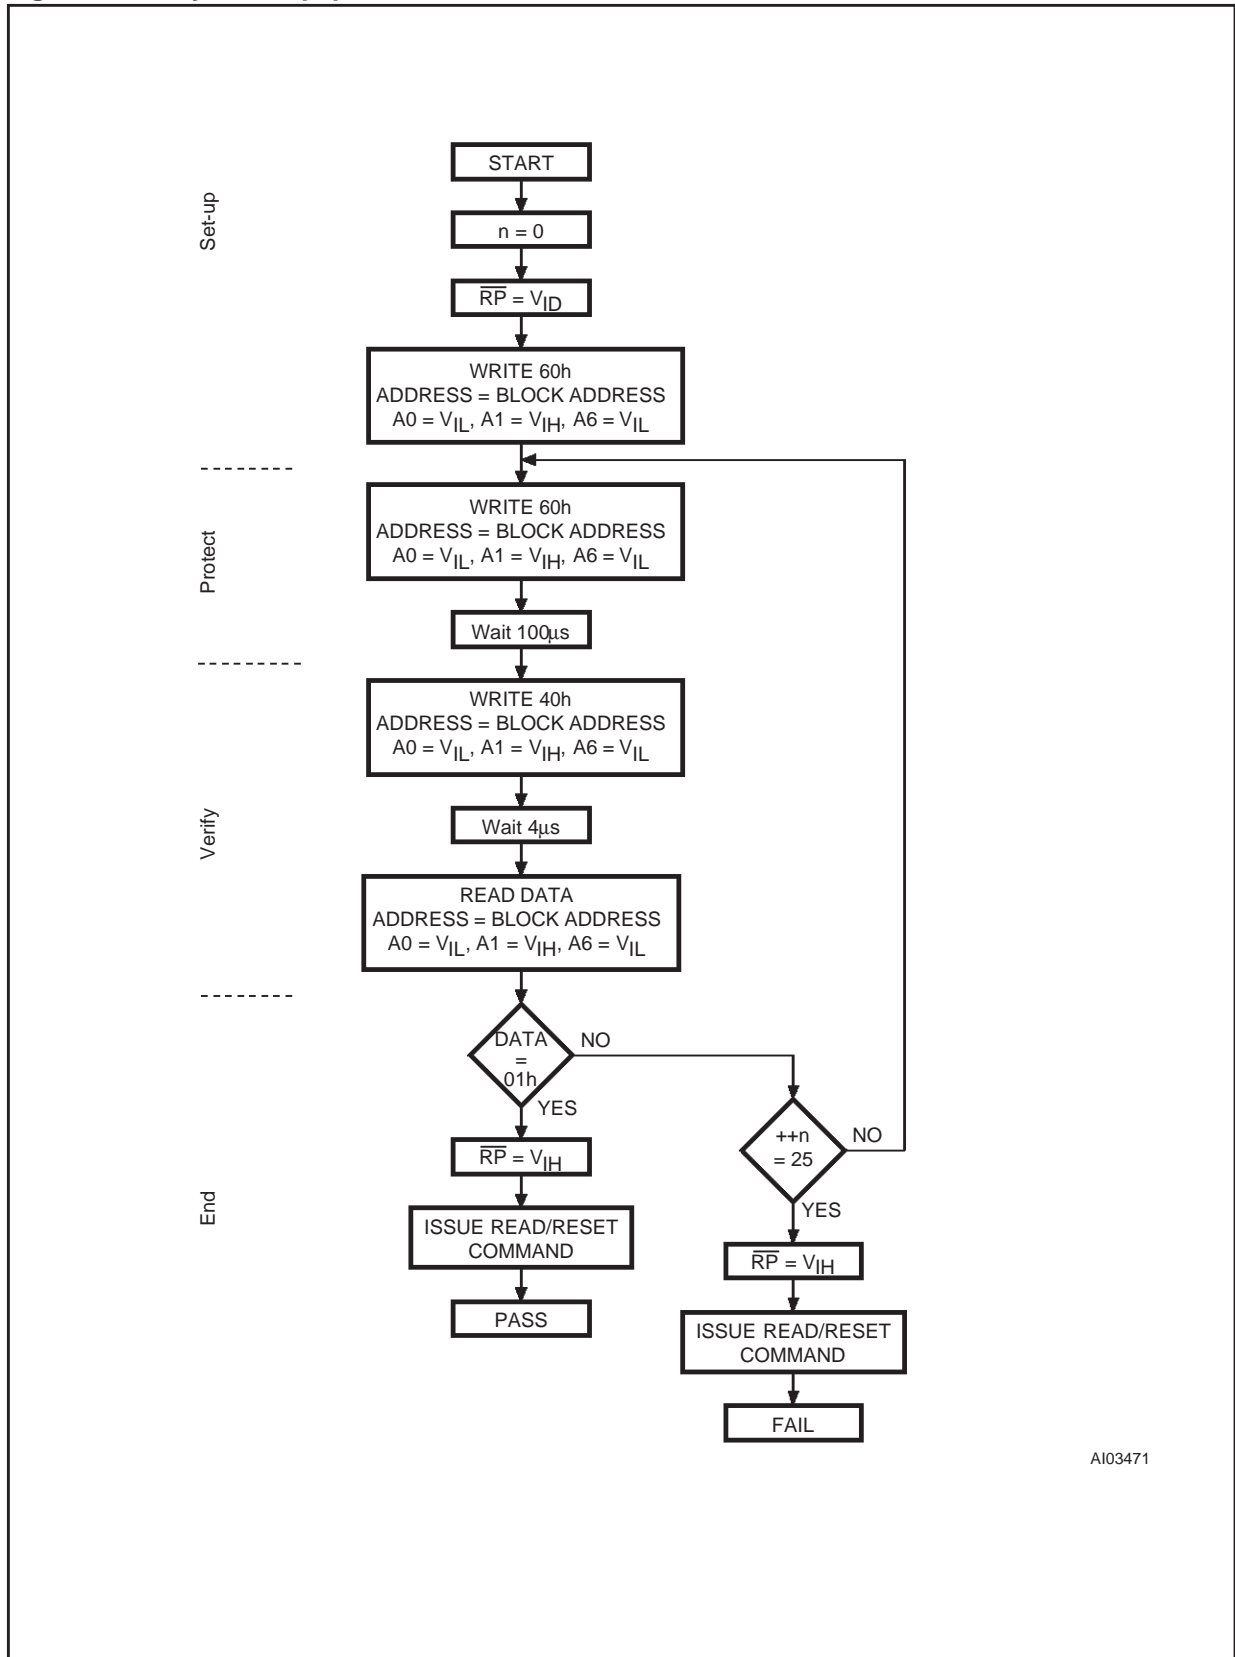 START
Set-up
n = 0
RP = VID
WRITE 60h
ADDRESS = BLOCK ADDRESS
A0 = VIL, A1 = VIH, A6 = VIL
Protect
WRITE 60h
ADDRESS = BLOCK ADDRESS
A0 = VIL, A1 = VIH, A6 = VIL
Wait 100µs
Verify
WRITE 40h
ADDRESS = BLOCK ADDRESS
A0 = VIL, A1 = VIH, A6 = VIL
Wait 4µs
READ DATA
ADDRESS = BLOCK ADDRESS
A0 = VIL, A1 = VIH, A6 = VIL
End
DATA
=
01h
NO
YES
++n
= 25
NO
YES
RP = VIH
ISSUE READ/RESET
COMMAND
PASS
RP = VIH
ISSUE READ/RESET
COMMAND
FAIL
AI03471